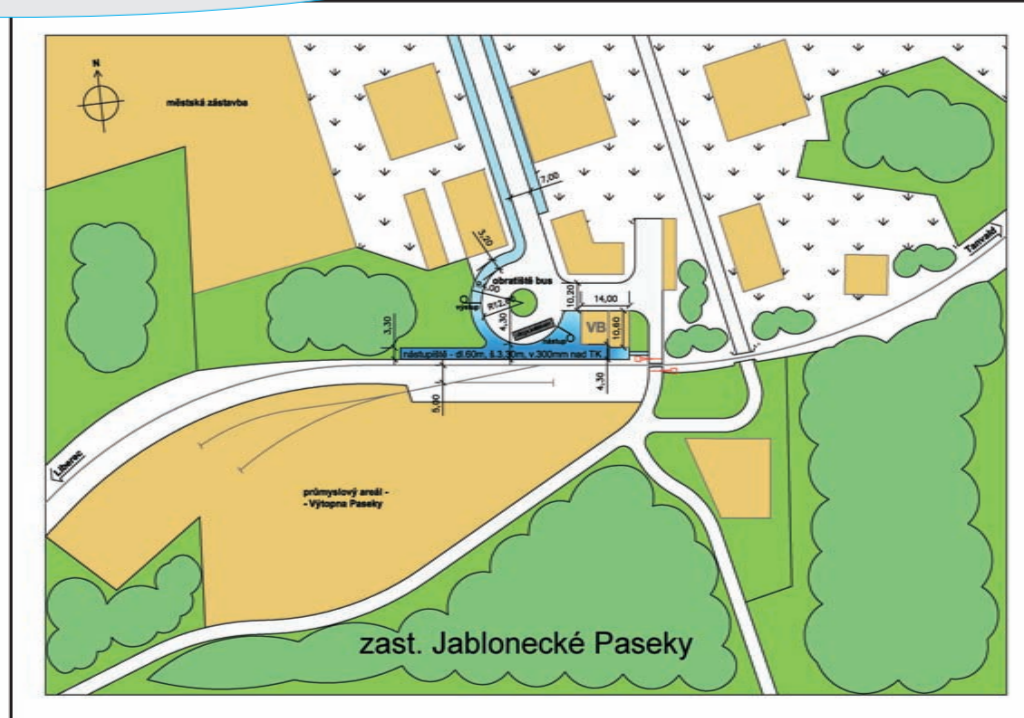 N
městská zástavba
7,00
3,20
obratiště bus
Tanvald
výstup
10,20
14,00
3,30
4,30
VB
10,60
nástup
nástupiště - dl.60m, š.3,30m, v.300mm nad TK
4,30
5,00
Liberec
průmyslový areál -
- Výtopna Paseky
zast. Jablonecké Paseky